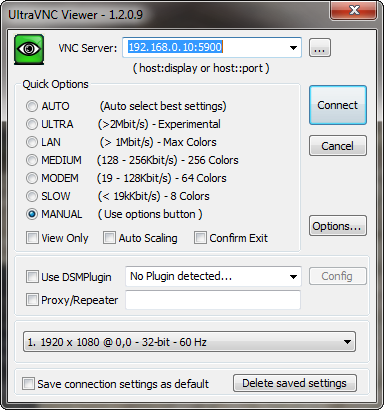 UltraVNC Viewer - 1.2.0.9
VNC Server: 192.168.0.10:5900 ...
( host:display or host::port )
Quick Options
AUTO (Auto select best settings)
ULTRA (>2Mbit/s) - Experimental
LAN (> 1Mbit/s) - Max Colors
MEDIUM (128 - 256Kbit/s) - 256 Colors
MODEM (19 - 128Kbit/s) - 64 Colors
SLOW (< 19kKbit/s) - 8 Colors
MANUAL ( Use options button )
View Only Auto Scaling Confirm Exit
Connect
Cancel
Options...
Use DSMPlugin No Plugin detected... Config
Proxy/Repeater
1. 1920 x 1080 @ 0,0 - 32-bit - 60 Hz
Save connection settings as default Delete saved settings